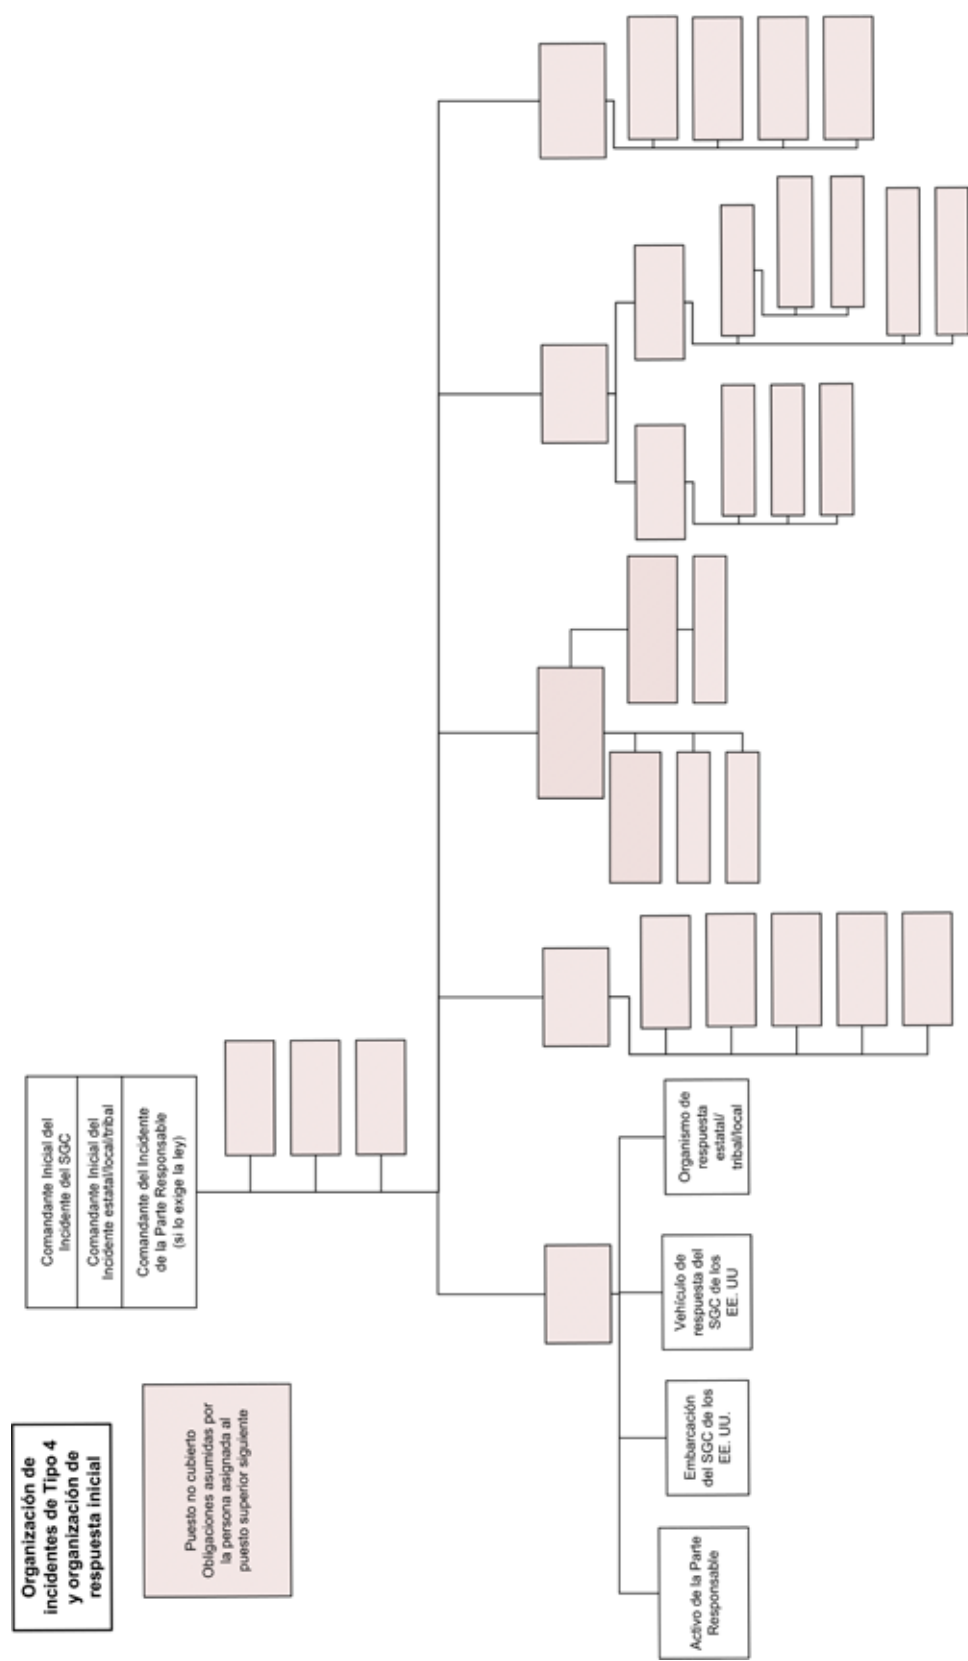 Organización de
incidentes de Tipo 4
y organización de
respuesta inicial
Puesto no cubierto
Obligaciones asumidas por
la persona asignada al
puesto superior siguiente
Comandante Inicial del
Incidente del SGC
Comandante Inicial del
Incidente estatal/local/tribal
Comandante del Incidente
de la Parte Responsable
(si lo exige la ley)
Activo de la Parte
Responsable
Embarcación
del SGC de los
EE. UU.
Vehículo de
respuesta del
SGC de los
EE. UU
Organismo de
respuesta
estatal/
tribal/local